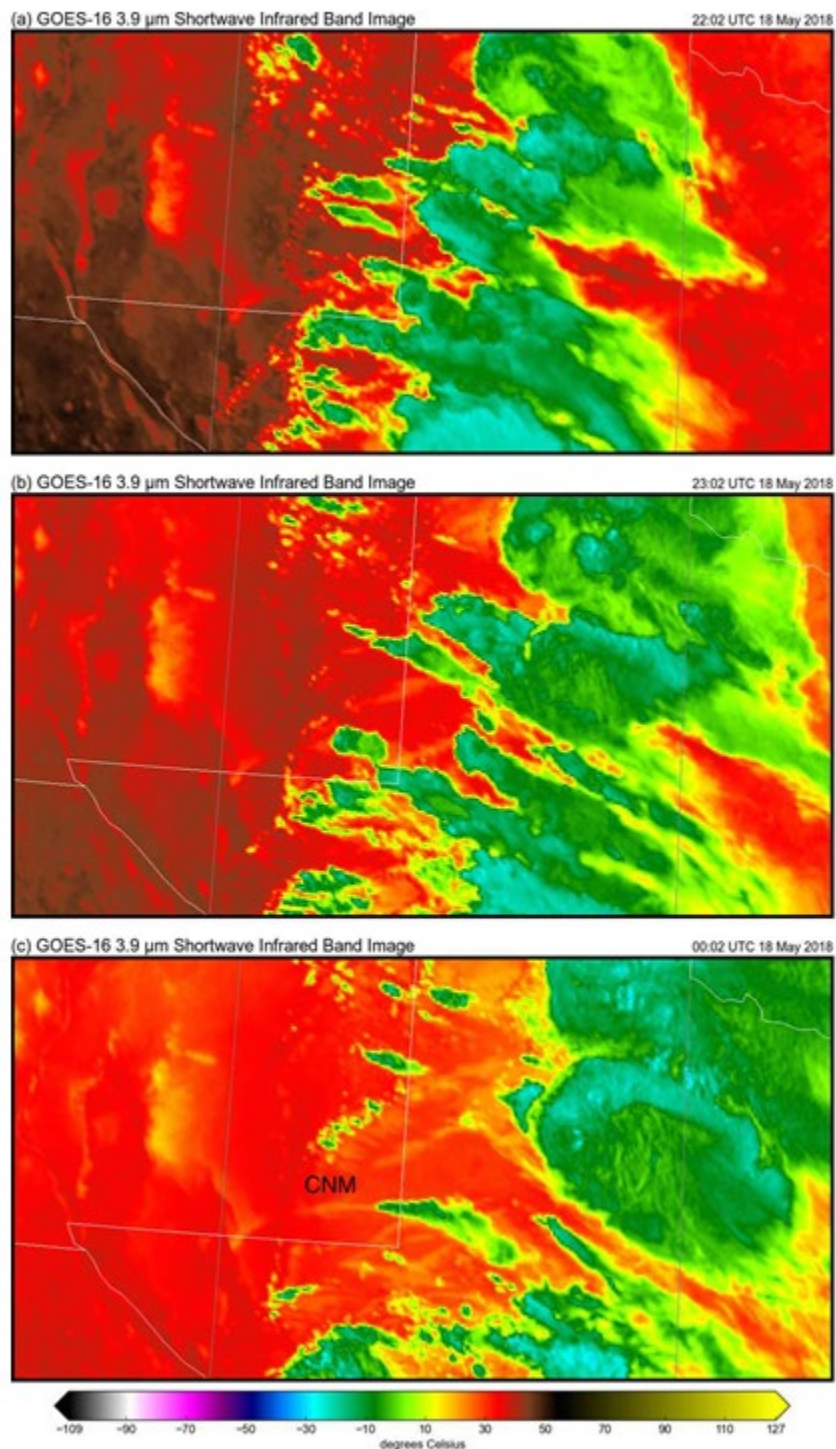 (a) GOES-16 3.9 µm Shortwave Infrared Band Image 22:02 UTC 18 May 2018
(b) GOES-16 3.9 µm Shortwave Infrared Band Image 23:02 UTC 18 May 2018
(c) GOES-16 3.9 µm Shortwave Infrared Band Image 00:02 UTC 18 May 2018
CNM
−109 −90 −70 −50 −30 −10 10 30 50 70 90 110 127
degrees Celsius